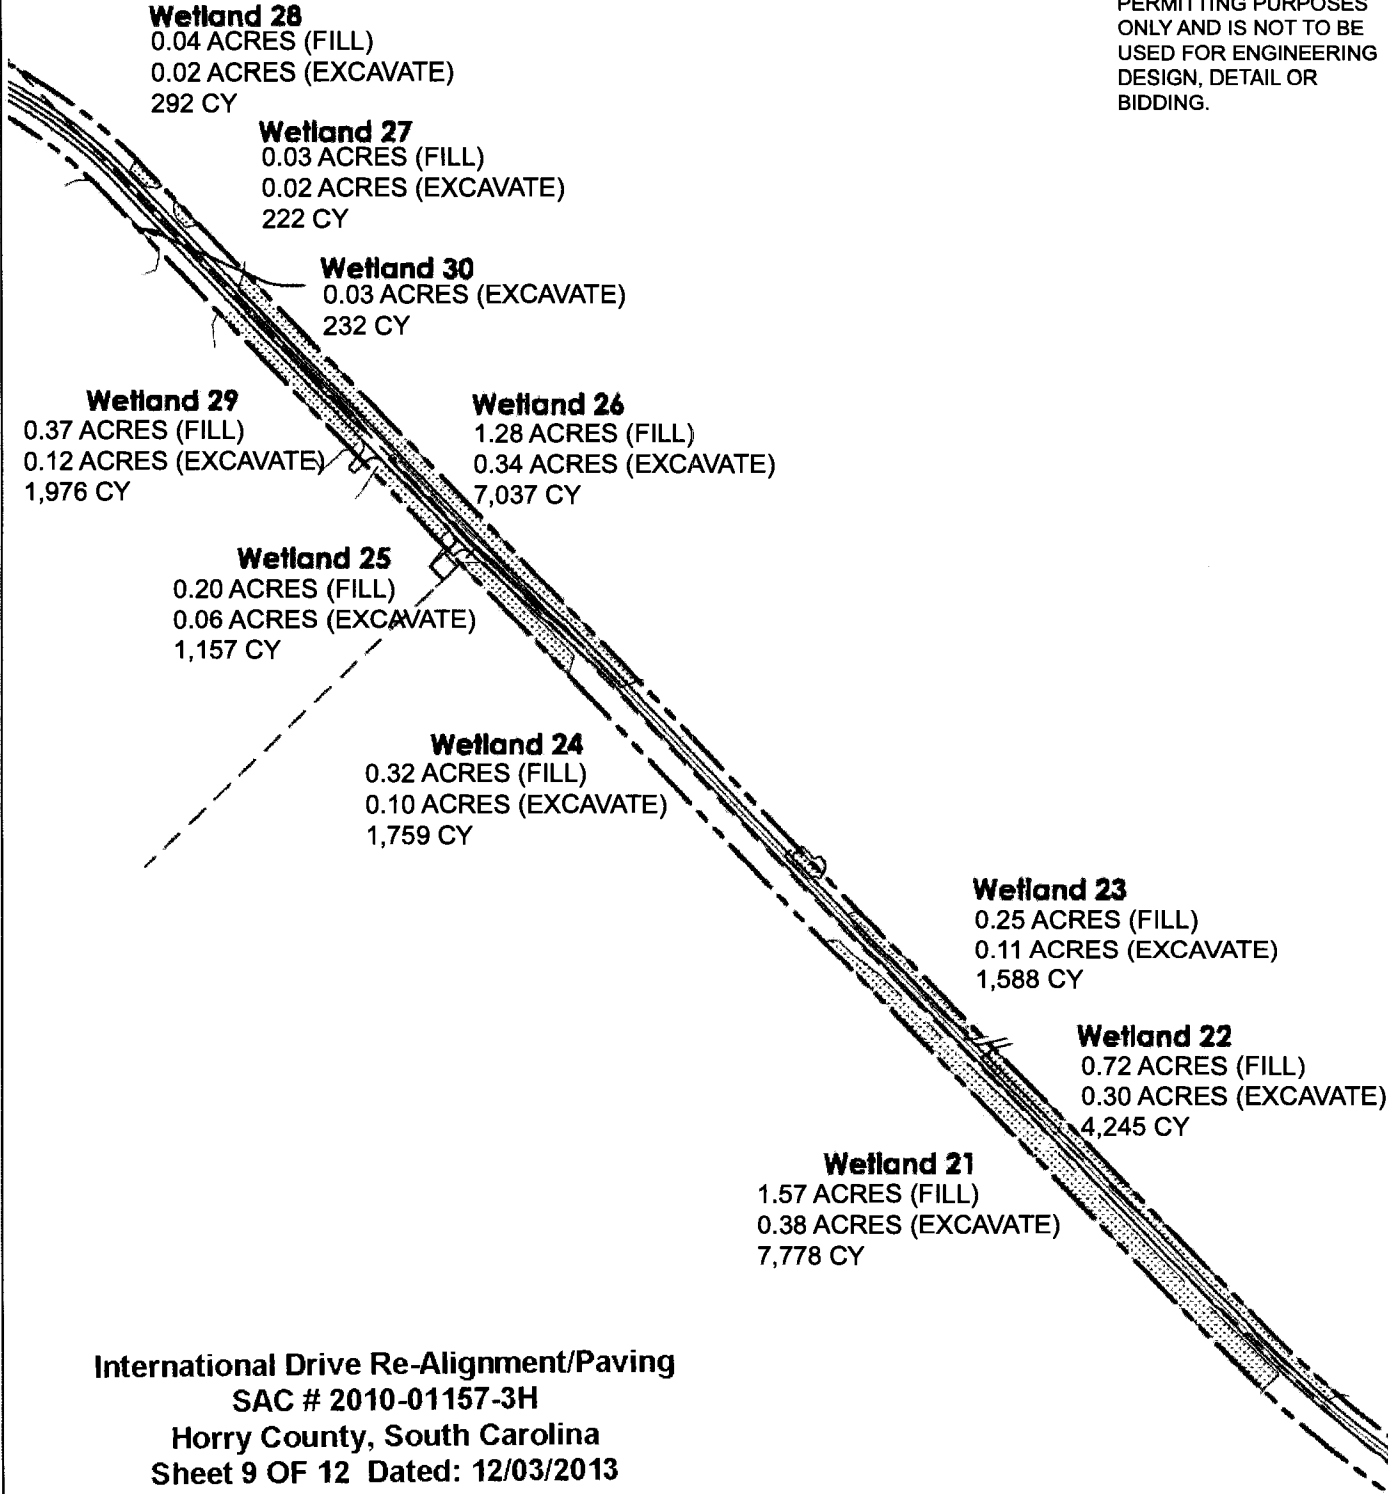 PERMITTING PURPOSES
ONLY AND IS NOT TO BE
USED FOR ENGINEERING
DESIGN, DETAIL OR
BIDDING.
Wetland 28
0.04 ACRES (FILL)
0.02 ACRES (EXCAVATE)
292 CY
Wetland 27
0.03 ACRES (FILL)
0.02 ACRES (EXCAVATE)
222 CY
Wetland 30
0.03 ACRES (EXCAVATE)
232 CY
Wetland 29
0.37 ACRES (FILL)
0.12 ACRES (EXCAVATE)
1,976 CY
Wetland 26
1.28 ACRES (FILL)
0.34 ACRES (EXCAVATE)
7,037 CY
Wetland 25
0.20 ACRES (FILL)
0.06 ACRES (EXCAVATE)
1,157 CY
Wetland 24
0.32 ACRES (FILL)
0.10 ACRES (EXCAVATE)
1,759 CY
Wetland 23
0.25 ACRES (FILL)
0.11 ACRES (EXCAVATE)
1,588 CY
Wetland 22
0.72 ACRES (FILL)
0.30 ACRES (EXCAVATE)
4,245 CY
Wetland 21
1.57 ACRES (FILL)
0.38 ACRES (EXCAVATE)
7,778 CY
International Drive Re-Alignment/Paving
SAC # 2010-01157-3H
Horry County, South Carolina
Sheet 9 OF 12 Dated: 12/03/2013